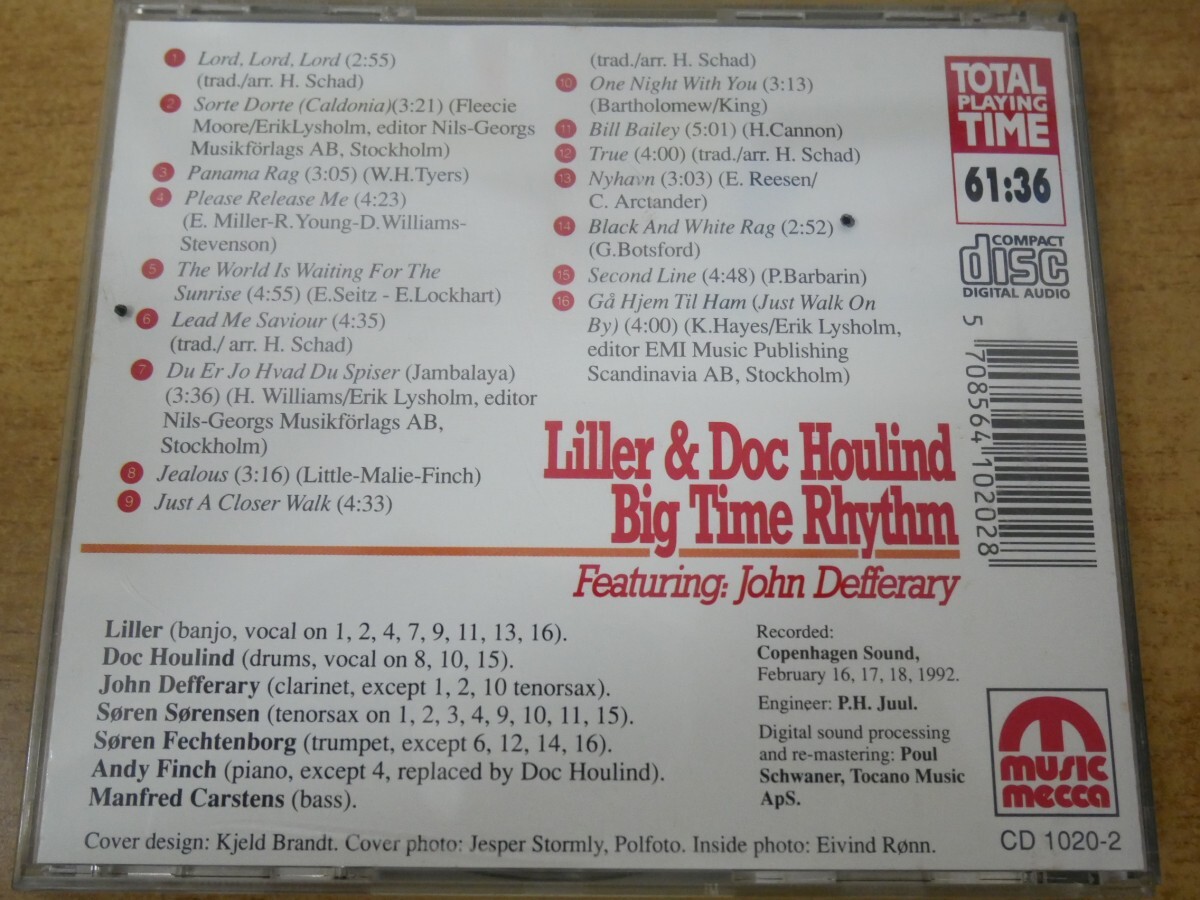 1 Lord, Lord, Lord (2:55)
(trad./arr. H. Schad)
2 Sorte Dorte (Caldonia)(3:21) (Fleecie
Moore/ErikLysholm, editor Nils-Georgs
Musikförlags AB, Stockholm)
3 Panama Rag (3:05) (W.H.Tyers)
4 Please Release Me (4:23)
(E. Miller-R.Young-D.Williams-
Stevenson)
5 The World Is Waiting For The
Sunrise (4:55) (E.Seitz - E.Lockhart)
6 Lead Me Saviour (4:35)
(trad./ arr. H. Schad)
7 Du Er Jo Hvad Du Spiser (Jambalaya)
(3:36) (H. Williams/Erik Lysholm, editor
Nils-Georgs Musikförlags AB,
Stockholm)
8 Jealous (3:16) (Little-Malie-Finch)
9 Just A Closer Walk (4:33)
(trad./arr. H. Schad)
10 One Night With You (3:13)
(Bartholomew/King)
11 Bill Bailey (5:01) (H.Cannon)
12 True (4:00) (trad./arr. H. Schad)
13 Nyhavn (3:03) (E. Reesen/
C. Arctander)
14 Black And White Rag (2:52)
(G.Botsford)
15 Second Line (4:48) (P.Barbarin)
16 Gå Hjem Til Ham (Just Walk On
By) (4:00) (K.Hayes/Erik Lysholm,
editor EMI Music Publishing
Scandinavia AB, Stockholm)
TOTAL
PLAYING
TIME
61:36
COMPACT
disc
DIGITAL AUDIO
5 708564 102028
Liller & Doc Houlind
Big Time Rhythm
Featuring: John Defferary
Liller (banjo, vocal on 1, 2, 4, 7, 9, 11, 13, 16).
Doc Houlind (drums, vocal on 8, 10, 15).
John Defferary (clarinet, except 1, 2, 10 tenorsax).
Søren Sørensen (tenorsax on 1, 2, 3, 4, 9, 10, 11, 15).
Søren Fechtenborg (trumpet, except 6, 12, 14, 16).
Andy Finch (piano, except 4, replaced by Doc Houlind).
Manfred Carstens (bass).
Recorded:
Copenhagen Sound,
February 16, 17, 18, 1992.
Engineer: P.H. Juul.
Digital sound processing
and re-mastering: Poul
Schwaner, Tocano Music
ApS.
music
mecca
CD 1020-2
Cover design: Kjeld Brandt. Cover photo: Jesper Stormly, Polfoto. Inside photo: Eivind Rønn.